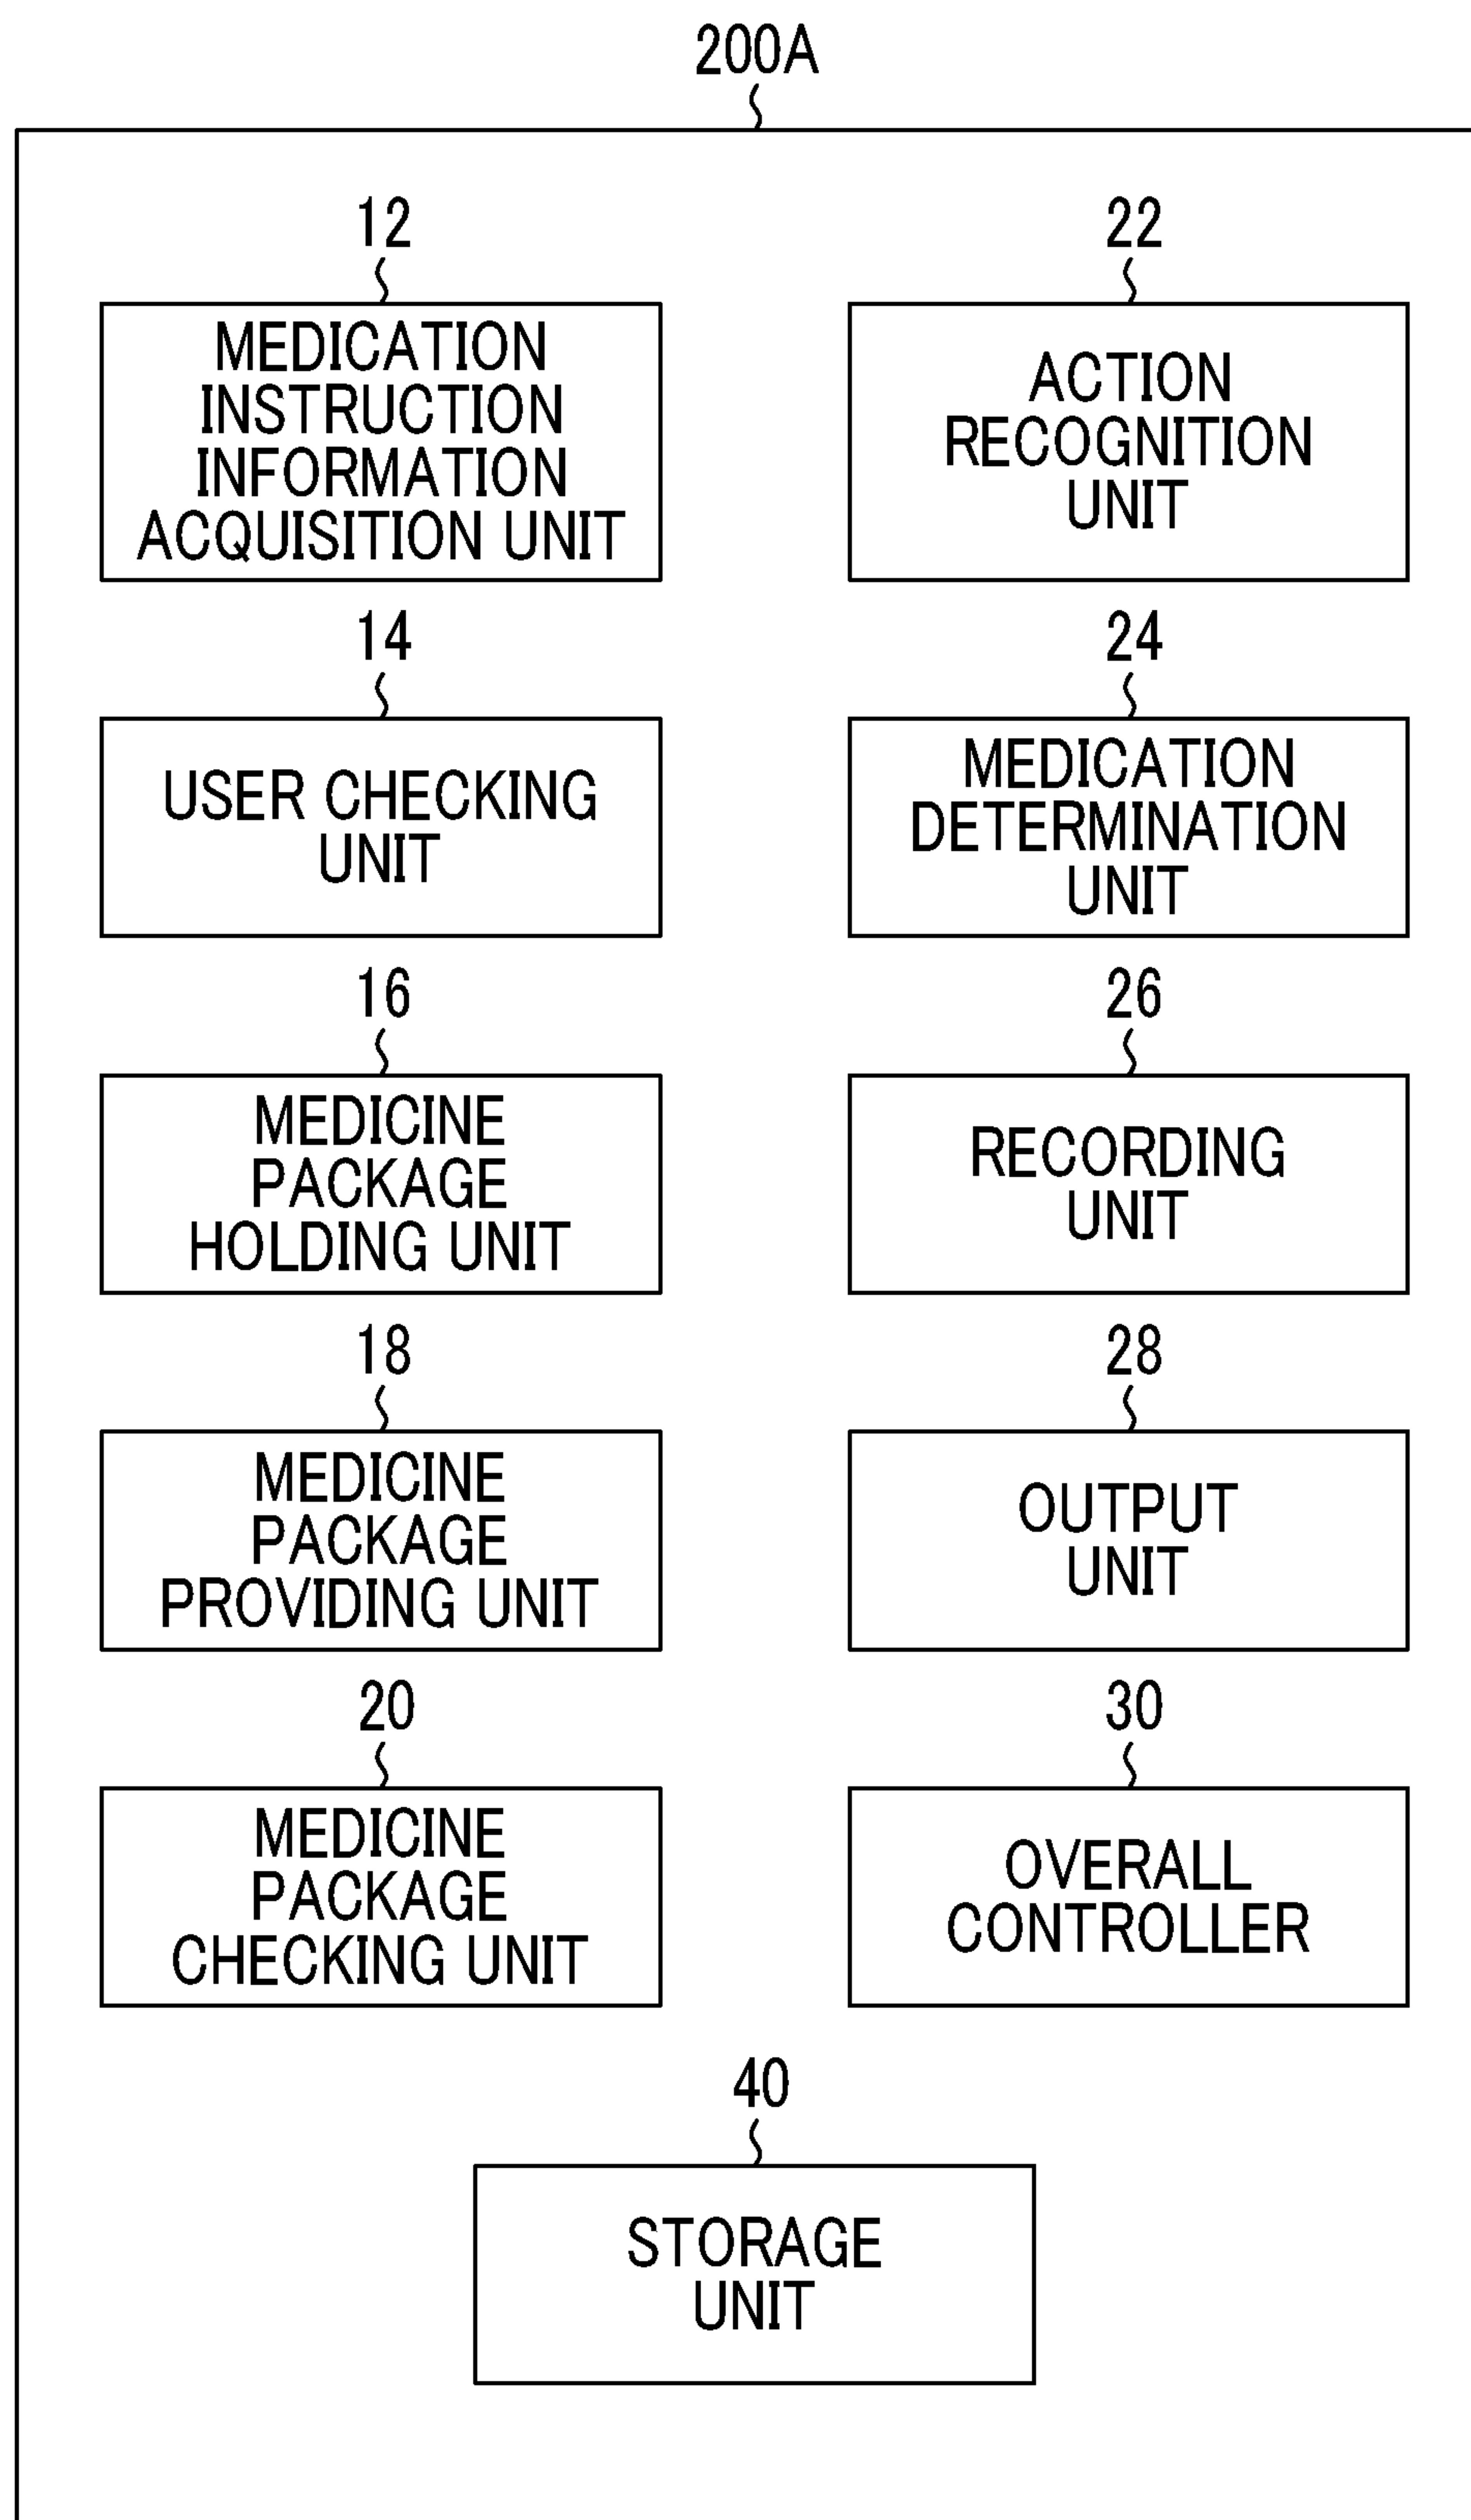 200A
12
MEDICATION
INSTRUCTION
INFORMATION
ACQUISITION UNIT
22
ACTION
RECOGNITION
UNIT
14
USER CHECKING
UNIT
24
MEDICATION
DETERMINATION
UNIT
16
MEDICINE
PACKAGE
HOLDING UNIT
26
RECORDING
UNIT
18
MEDICINE
PACKAGE
PROVIDING UNIT
28
OUTPUT
UNIT
20
MEDICINE
PACKAGE
CHECKING UNIT
30
OVERALL
CONTROLLER
40
STORAGE
UNIT